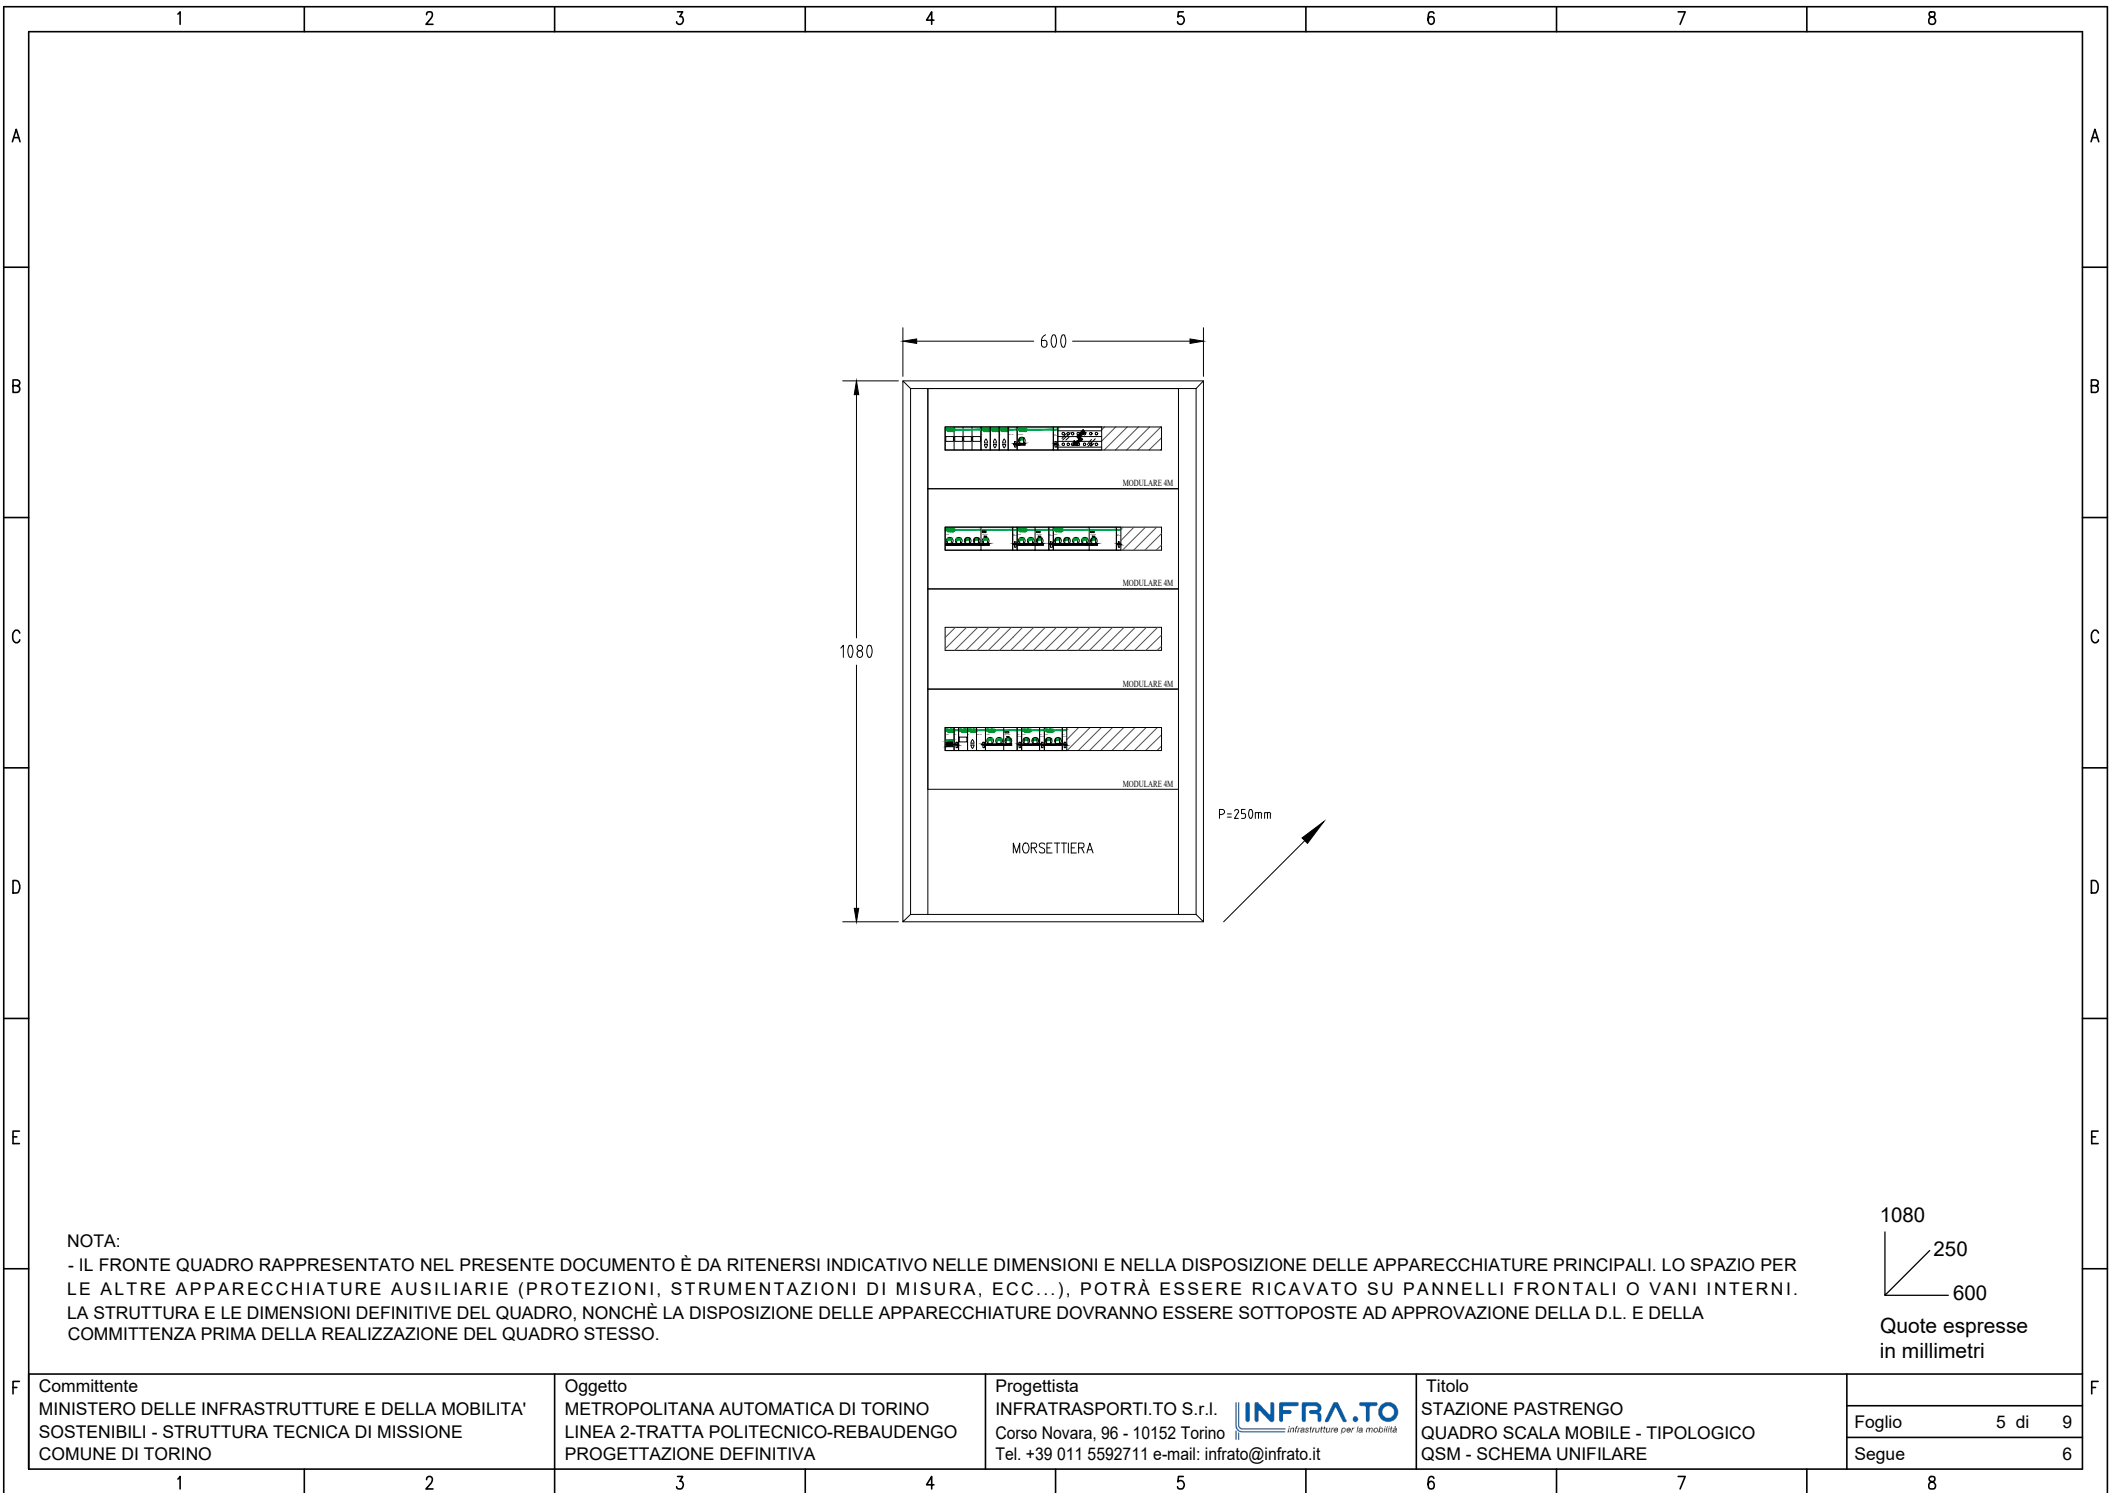 1 2 3 4 5 6 7 8
A A
B B
C C
D D
E E
F F
600
1080
MODULARE 4M
MODULARE 4M
MODULARE 4M
MODULARE 4M
MORSETTIERA
P=250mm
NOTA:
- IL FRONTE QUADRO RAPPRESENTATO NEL PRESENTE DOCUMENTO È DA RITENERSI INDICATIVO NELLE DIMENSIONI E NELLA DISPOSIZIONE DELLE APPARECCHIATURE PRINCIPALI. LO SPAZIO PER
LE ALTRE APPARECCHIATURE AUSILIARIE (PROTEZIONI, STRUMENTAZIONI DI MISURA, ECC...), POTRÀ ESSERE RICAVATO SU PANNELLI FRONTALI O VANI INTERNI.
LA STRUTTURA E LE DIMENSIONI DEFINITIVE DEL QUADRO, NONCHÈ LA DISPOSIZIONE DELLE APPARECCHIATURE DOVRANNO ESSERE SOTTOPOSTE AD APPROVAZIONE DELLA D.L. E DELLA
COMMITTENZA PRIMA DELLA REALIZZAZIONE DEL QUADRO STESSO.
1080
250
600
Quote espresse
in millimetri
Committente
MINISTERO DELLE INFRASTRUTTURE E DELLA MOBILITA'
SOSTENIBILI - STRUTTURA TECNICA DI MISSIONE
COMUNE DI TORINO
Oggetto
METROPOLITANA AUTOMATICA DI TORINO
LINEA 2-TRATTA POLITECNICO-REBAUDENGO
PROGETTAZIONE DEFINITIVA
Progettista
INFRATRASPORTI.TO S.r.l.
Corso Novara, 96 - 10152 Torino
Tel. +39 011 5592711 e-mail: infrato@infrato.it
INFRA.TO
infrastrutture per la mobilità
Titolo
STAZIONE PASTRENGO
QUADRO SCALA MOBILE - TIPOLOGICO
QSM - SCHEMA UNIFILARE
Foglio 5 di 9
Segue 6
1 2 3 4 5 6 7 8